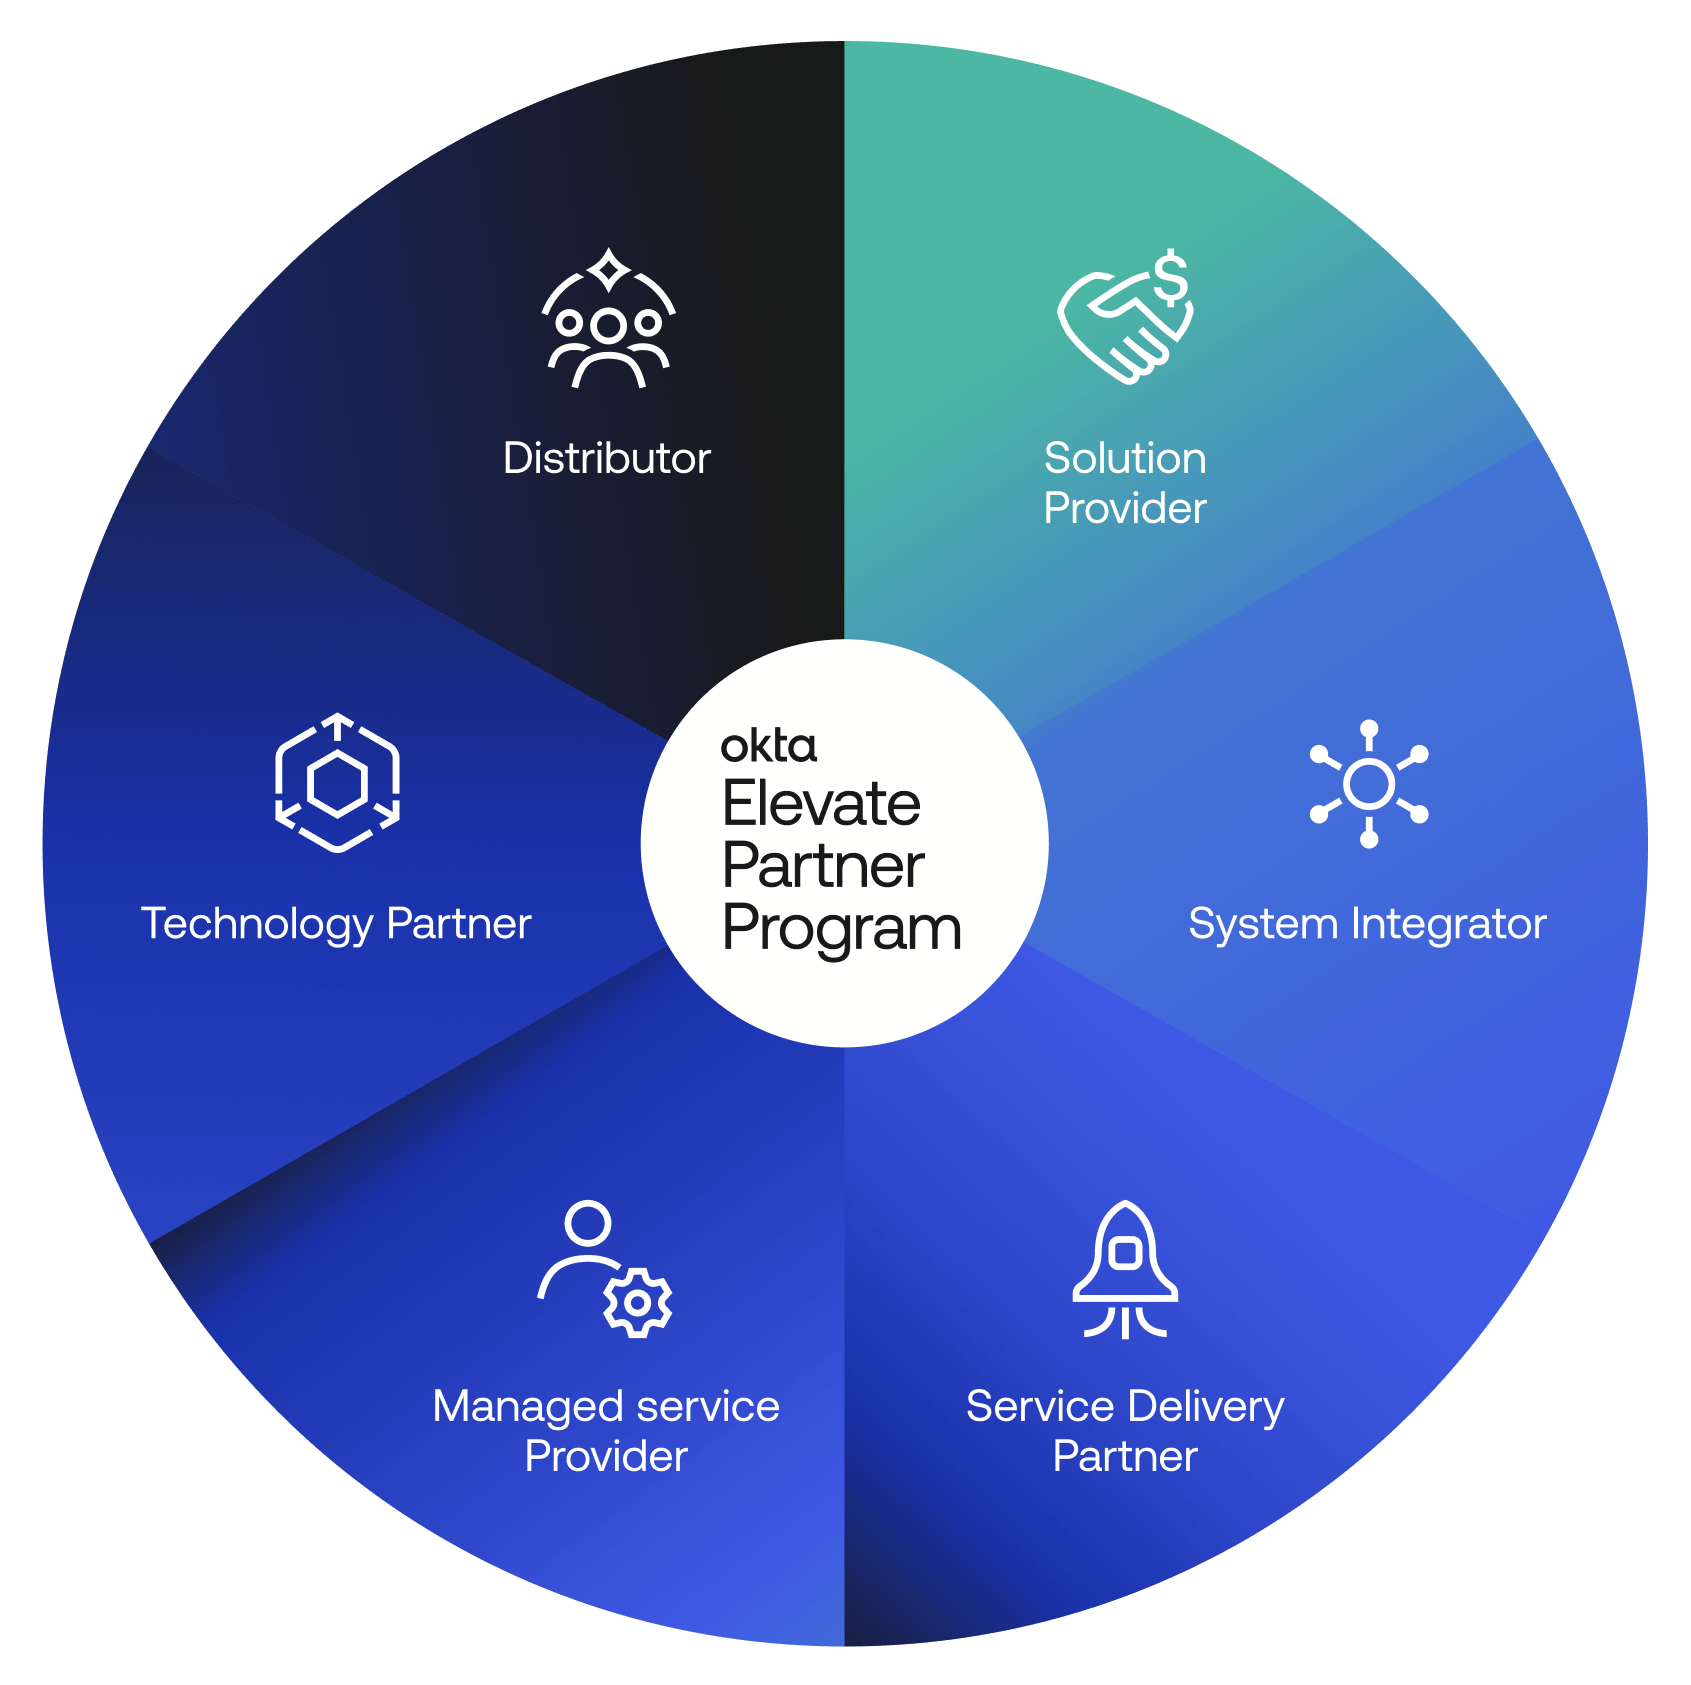 Distributor
Solution
Provider
Technology Partner
okta
Elevate
Partner
Program
System Integrator
Managed service
Provider
Service Delivery
Partner